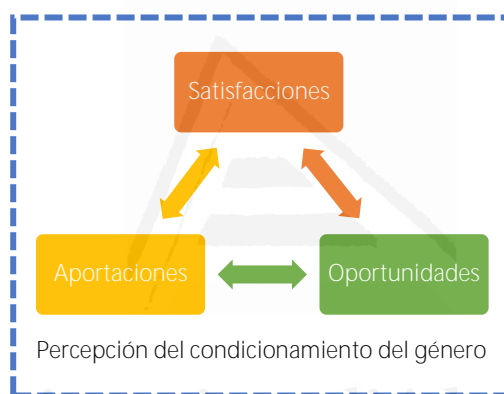 Satisfacciones
Aportaciones
Oportunidades
Percepción del condicionamiento del género